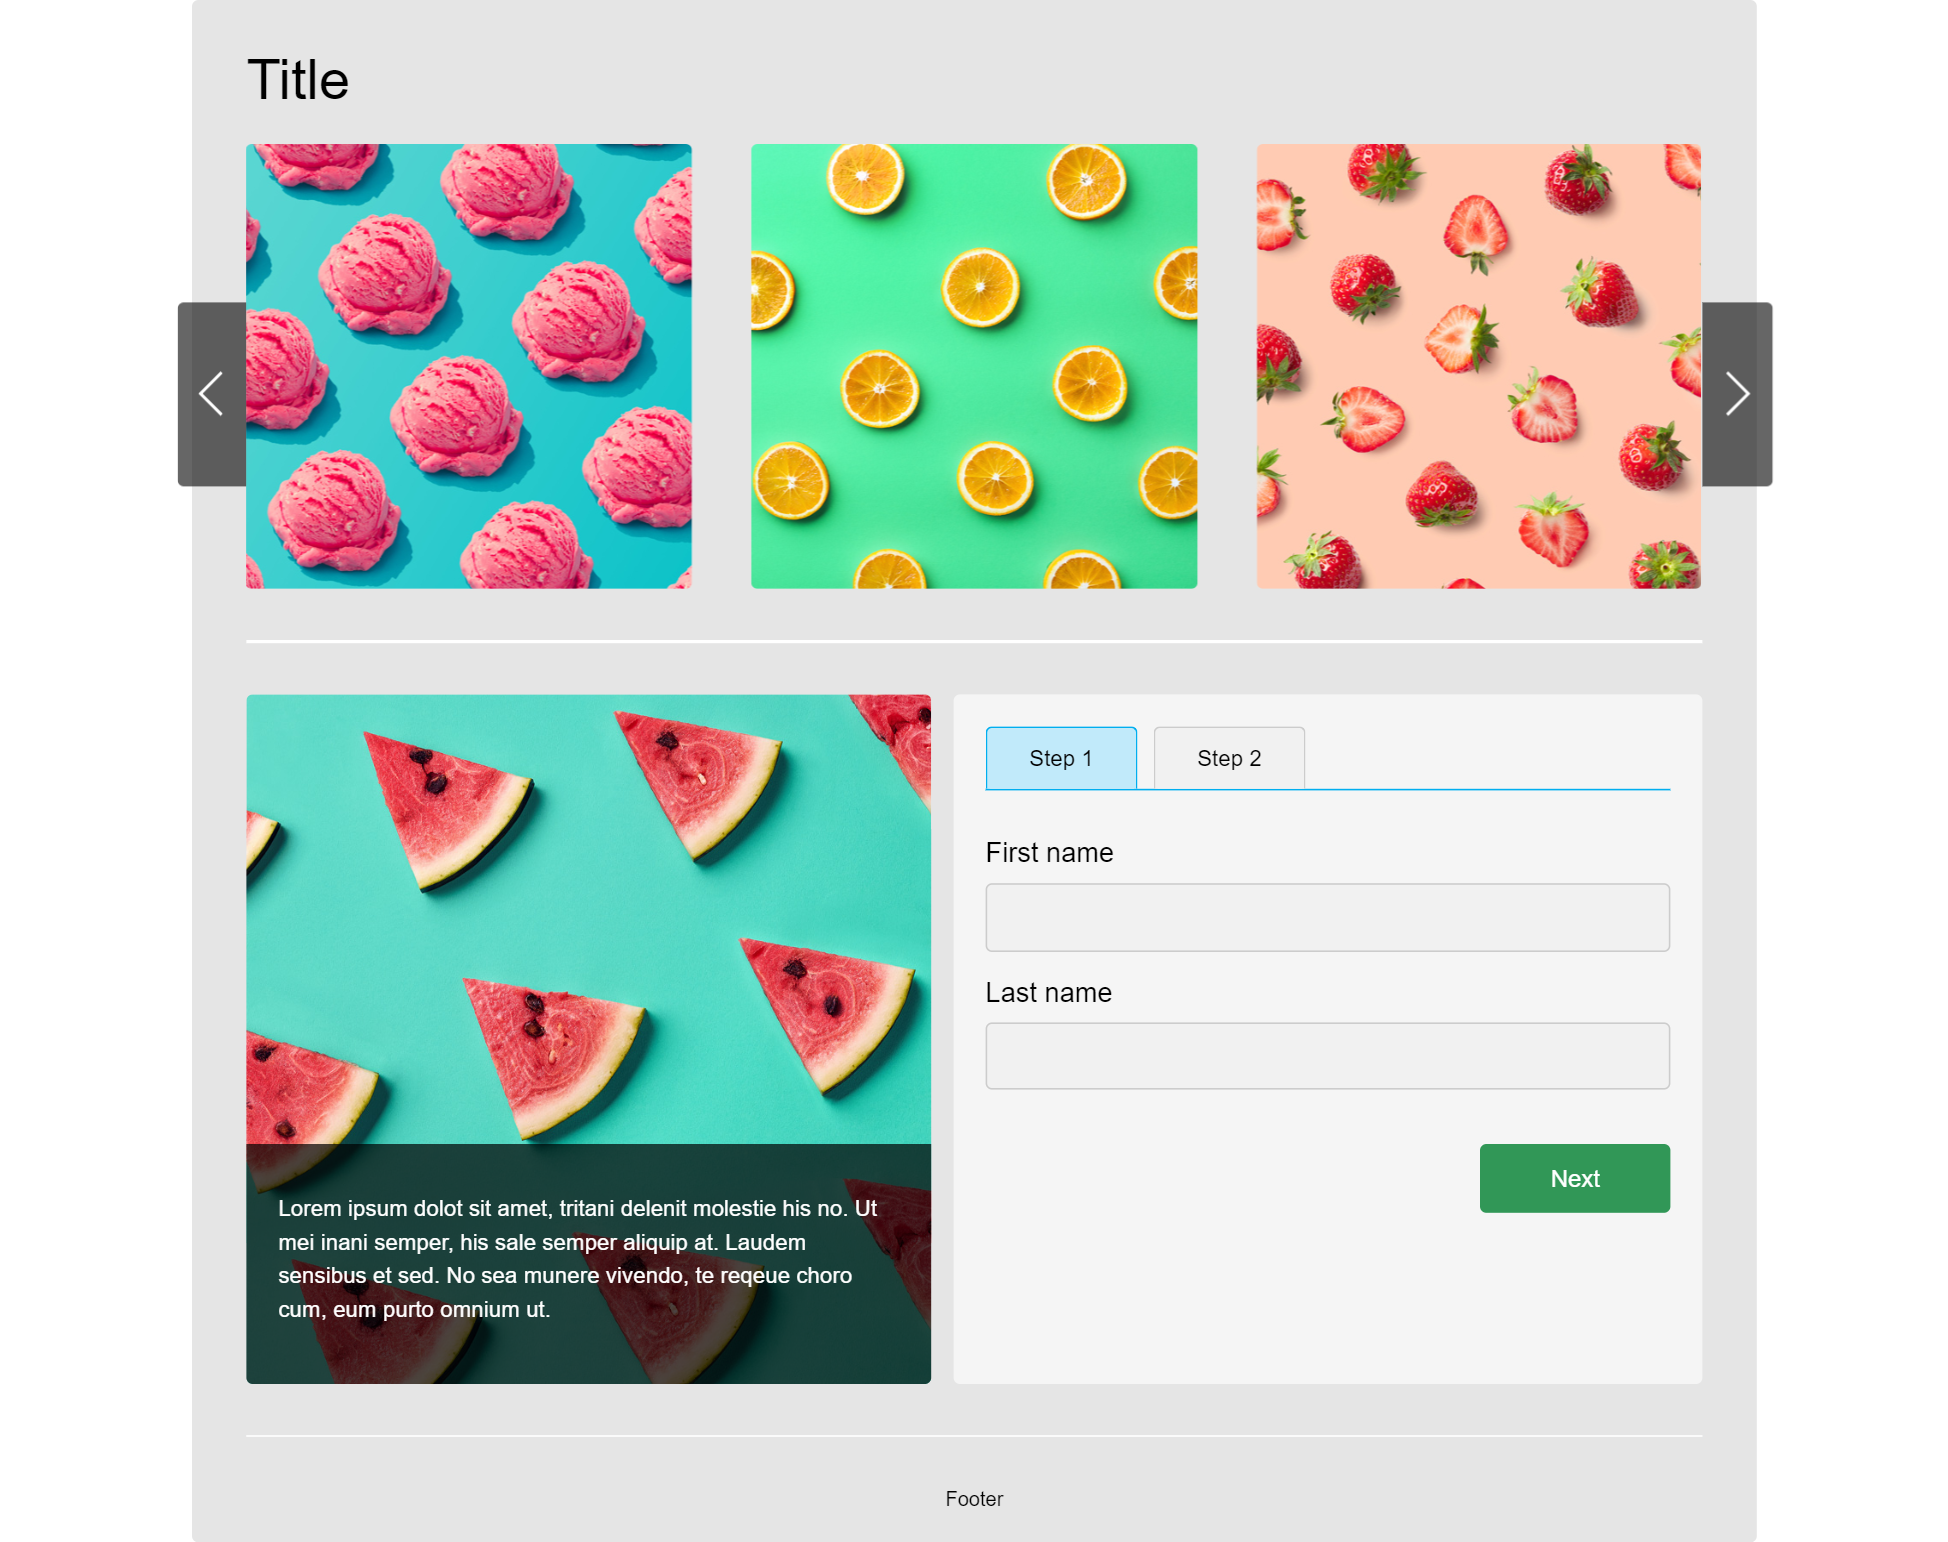 Title
Step 1
Step 2
First name
Last name
Next
Lorem ipsum dolot sit amet, tritani delenit molestie his no. Ut
mei inani semper, his sale semper aliquip at. Laudem
sensibus et sed. No sea munere vivendo, te reqeue choro
cum, eum purto omnium ut.
Footer